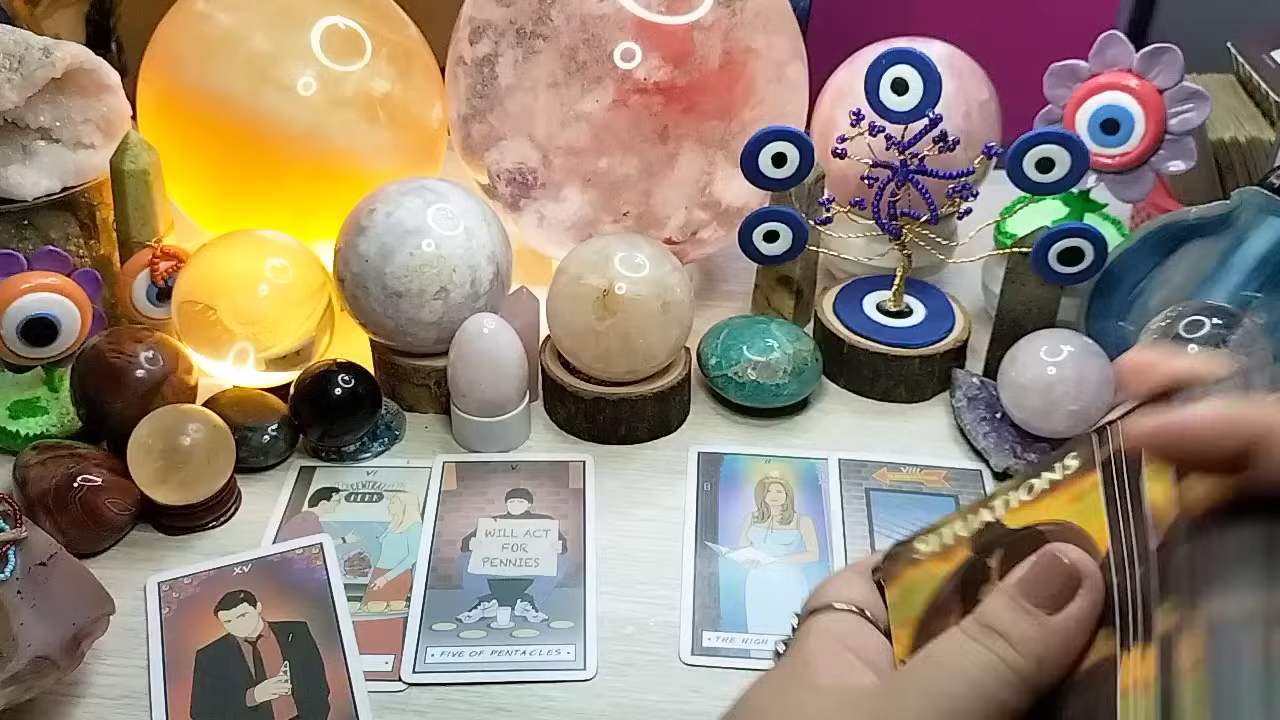 VI
CENTRAL
PERK
V
WILL ACT
FOR
PENNIES
• FIVE OF PENTACLES •
XV
II
• THE HIGH
VIII
SITUATIONS